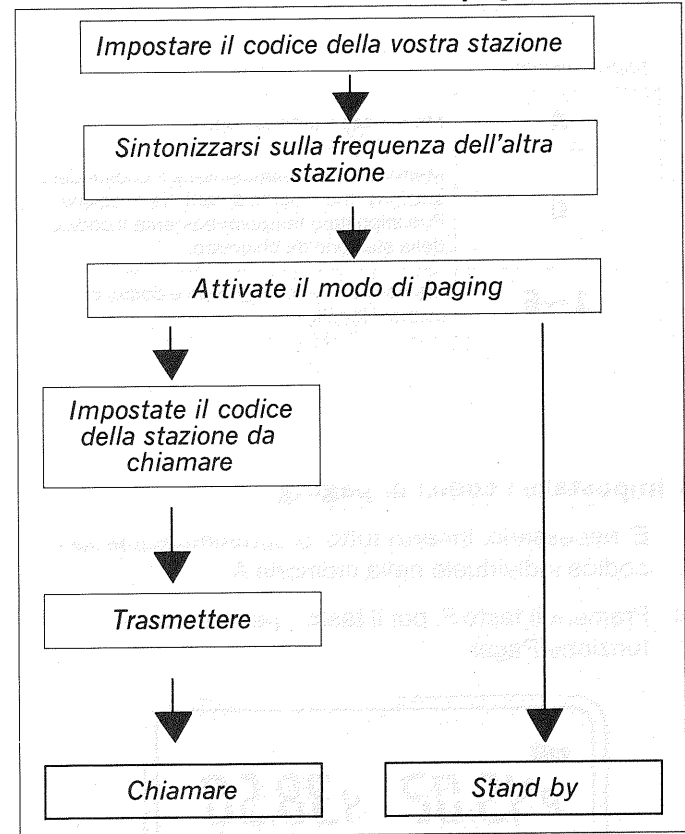 Impostare il codice della vostra stazione
Sintonizzarsi sulla frequenza dell'altra
stazione
Attivate il modo di paging
Impostate il codice
della stazione da
chiamare
Trasmettere
Chiamare
Stand by